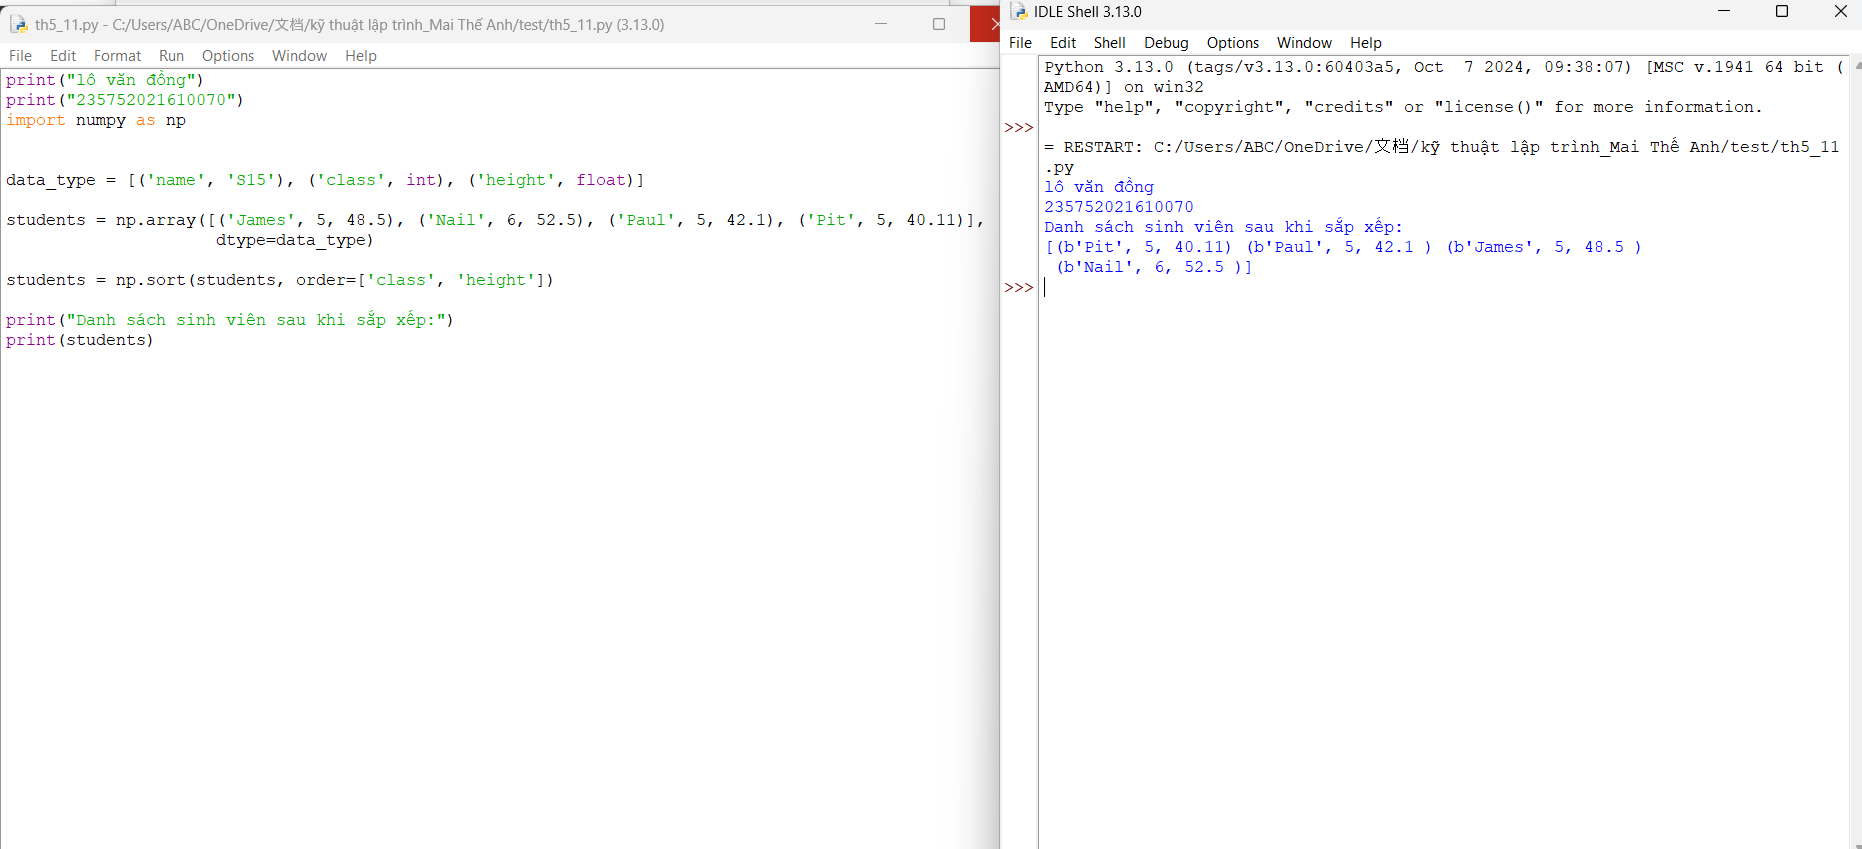 th5_11.py - C:/Users/ABC/OneDrive/文档/kỹ thuật lập trình_Mai Thế Anh/test/th5_11.py (3.13.0)
File Edit Format Run Options Window Help
print("lô văn đồng")
print("235752021610070")
import numpy as np
data_type = [('name', 'S15'), ('class', int), ('height', float)]
students = np.array([('James', 5, 48.5), ('Nail', 6, 52.5), ('Paul', 5, 42.1), ('Pit', 5, 40.11)],
dtype=data_type)
students = np.sort(students, order=['class', 'height'])
print("Danh sách sinh viên sau khi sắp xếp:")
print(students)
IDLE Shell 3.13.0
File Edit Shell Debug Options Window Help
Python 3.13.0 (tags/v3.13.0:60403a5, Oct  7 2024, 09:38:07) [MSC v.1941 64 bit (
AMD64)] on win32
Type "help", "copyright", "credits" or "license()" for more information.
>>>
= RESTART: C:/Users/ABC/OneDrive/文档/kỹ thuật lập trình_Mai Thế Anh/test/th5_11
.py
lô văn đồng
235752021610070
Danh sách sinh viên sau khi sắp xếp:
[(b'Pit', 5, 40.11) (b'Paul', 5, 42.1 ) (b'James', 5, 48.5 )
(b'Nail', 6, 52.5 )]
>>>